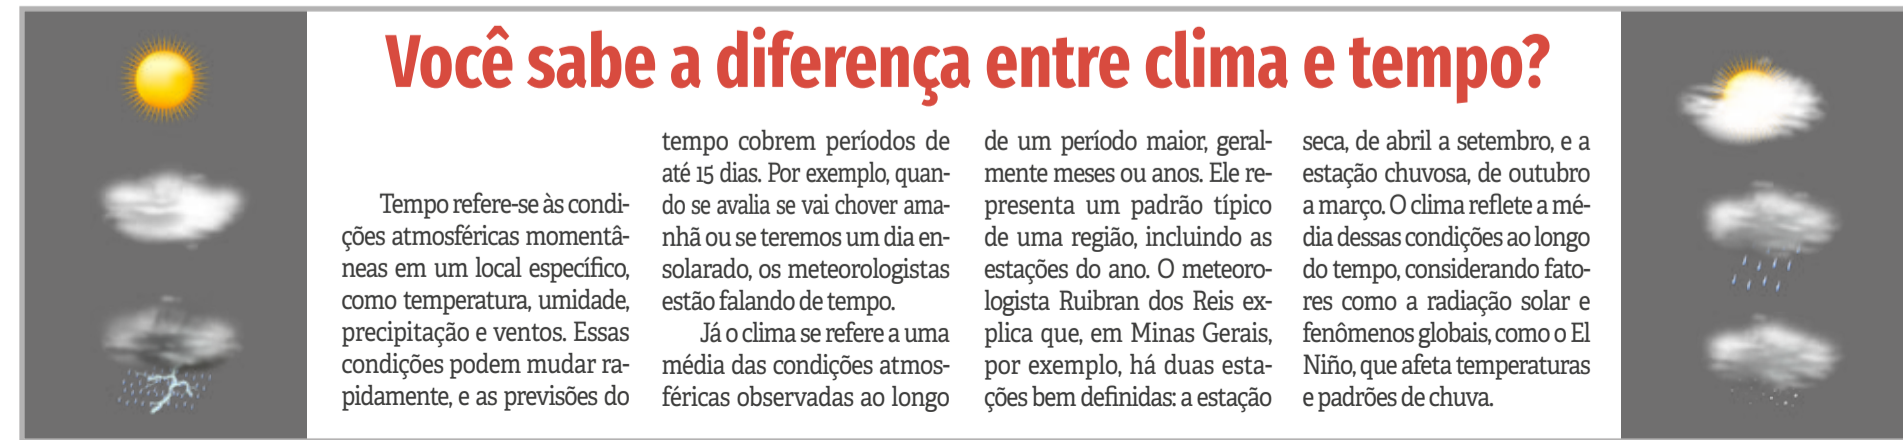 Você sabe a diferença entre clima e tempo?
Tempo refere-se às condi-
ções atmosféricas momentâ-
neas em um local específico,
como temperatura, umidade,
precipitação e ventos. Essas
condições podem mudar ra-
pidamente, e as previsões do
tempo cobrem períodos de
até 15 dias. Por exemplo, quan-
do se avalia se vai chover ama-
nhã ou se teremos um dia en-
solarado, os meteorologistas
estão falando de tempo.
Já o clima se refere a uma
média das condições atmos-
féricas observadas ao longo
de um período maior, geral-
mente meses ou anos. Ele re-
presenta um padrão típico
de uma região, incluindo as
estações do ano. O meteoro-
logista Ruibran dos Reis ex-
plica que, em Minas Gerais,
por exemplo, há duas esta-
ções bem definidas: a estação
seca, de abril a setembro, e a
estação chuvosa, de outubro
a março. O clima reflete a mé-
dia dessas condições ao longo
do tempo, considerando fato-
res como a radiação solar e
fenômenos globais, como o El
Niño, que afeta temperaturas
e padrões de chuva.